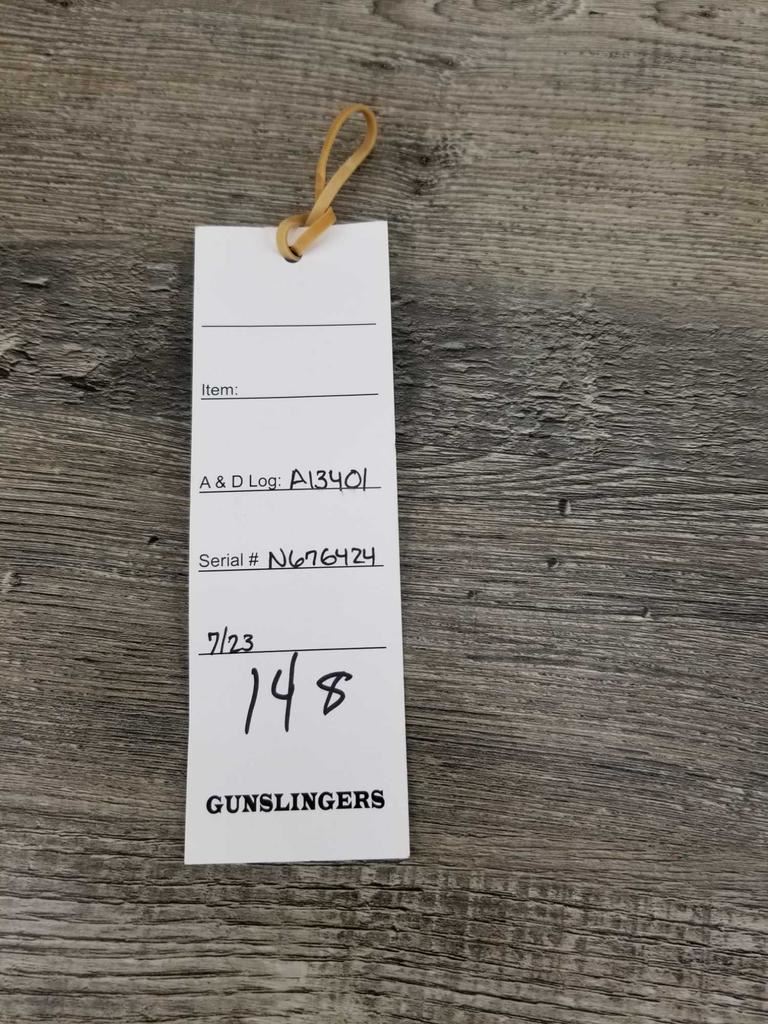 Item:
A & D Log: A13401
Serial # N676424
7/23
148
GUNSLINGERS